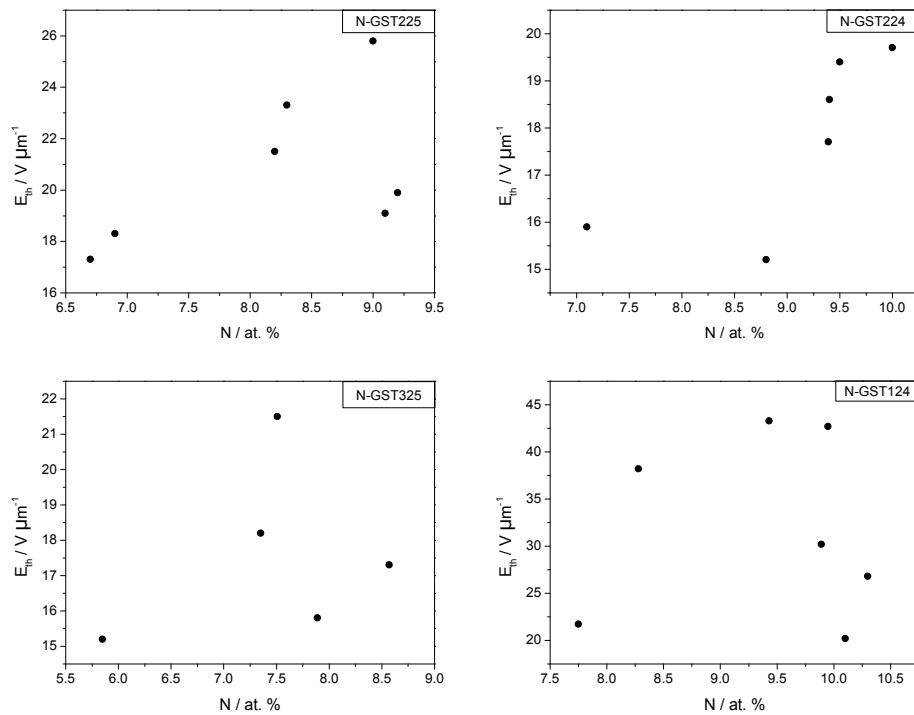 N-GST225
26
24
22
20
18
16
E_th / V μm⁻¹
6.5 7.0 7.5 8.0 8.5 9.0 9.5
N / at. %
N-GST224
20
19
18
17
16
15
E_th / V μm⁻¹
7.0 7.5 8.0 8.5 9.0 9.5 10.0
N / at. %
N-GST325
22
21
20
19
18
17
16
15
E_th / V μm⁻¹
5.5 6.0 6.5 7.0 7.5 8.0 8.5 9.0
N / at. %
N-GST124
45
40
35
30
25
20
E_th / V μm⁻¹
7.5 8.0 8.5 9.0 9.5 10.0 10.5
N / at. %